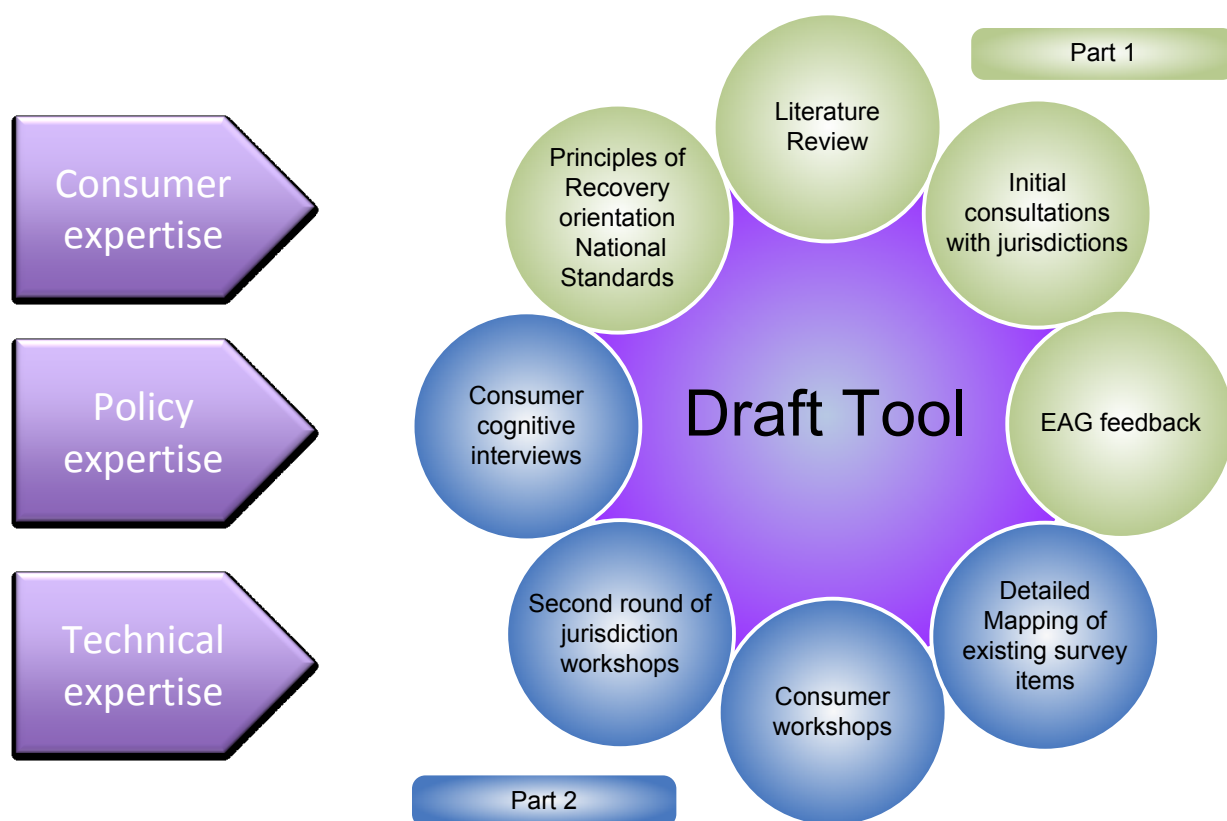 Consumer
expertise
Policy
expertise
Technical
expertise
Part 1
Literature
Review
Initial
consultations
with jurisdictions
EAG feedback
Detailed
Mapping of
existing survey
items
Consumer
workshops
Second round of
jurisdiction
workshops
Consumer
cognitive
interviews
Principles of
Recovery
orientation
National
Standards
Draft Tool
Part 2